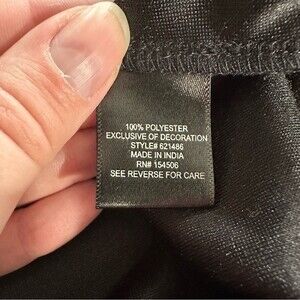 100% POLYESTER
EXCLUSIVE OF DECORATION
STYLE# 621486
MADE IN INDIA
RN# 154506
SEE REVERSE FOR CARE